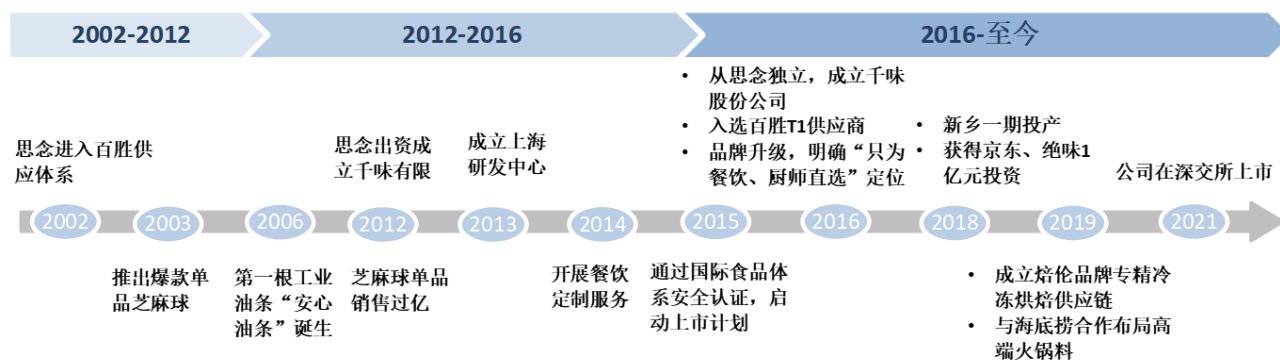 2002-2012
2012-2016
2016-至今
思念进入百胜供
应体系
思念出资成
立千味有限
成立上海
研发中心
• 从思念独立，成立千味
股份公司
• 入选百胜T1供应商
• 品牌升级，明确“只为
餐饮、厨师直选”定位
• 新乡一期投产
• 获得京东、绝味1
亿元投资
公司在深交所上市
2002
2003
2006
2012
2013
2014
2015
2016
2018
2019
2021
推出爆款单
品芝麻球
第一根工业
油条“安心
油条”诞生
芝麻球单品
销售过亿
开展餐饮
定制服务
通过国际食品体
系安全认证，启
动上市计划
• 成立焙伦品牌专精冷
冻烘焙供应链
• 与海底捞合作布局高
端火锅料